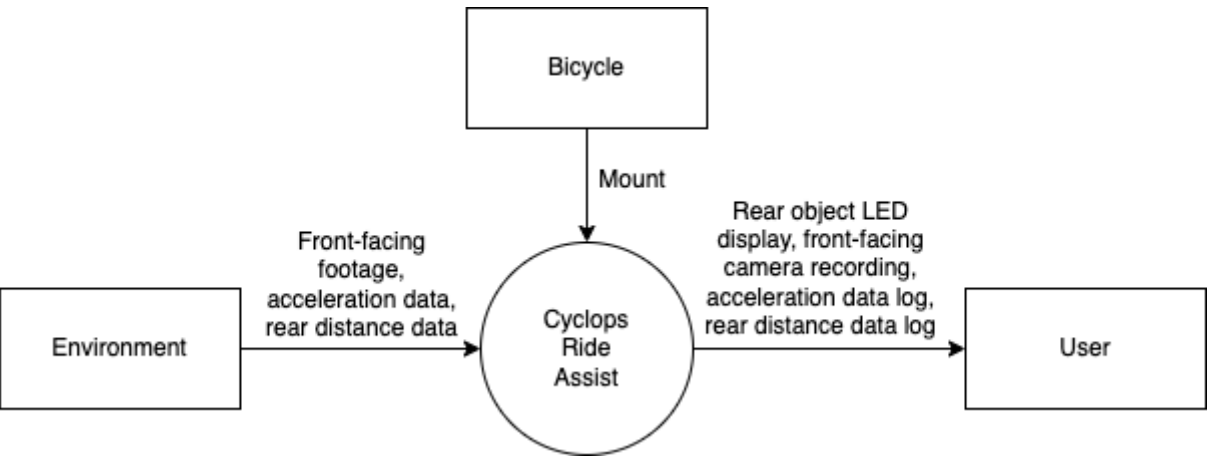 Bicycle
Mount
Front-facing
footage,
acceleration data,
rear distance data
Rear object LED
display, front-facing
camera recording,
acceleration data log,
rear distance data log
Environment
Cyclops
Ride
Assist
User